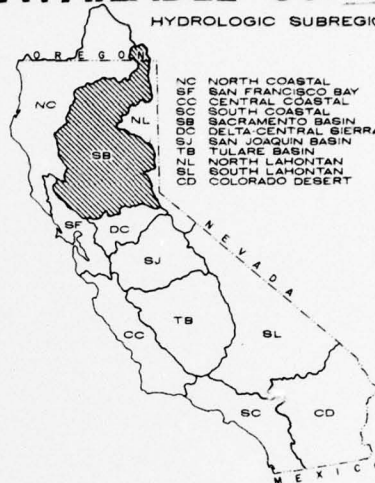 HYDROLOGIC SUBREGIO
OREGON
NC NORTH COASTAL
SF SAN FRANCISCO BAY
CC CENTRAL COASTAL
SC SOUTH COASTAL
SB SACRAMENTO BASIN
DC DELTA-CENTRAL SIERRA
SJ SAN JOAQUIN BASIN
TB TULARE BASIN
NL NORTH LAHONTAN
SL SOUTH LAHONTAN
CD COLORADO DESERT
NC
NL
SB
SF
DC
NEVADA
SJ
TB
CC
SL
SC
CD
MEXICO